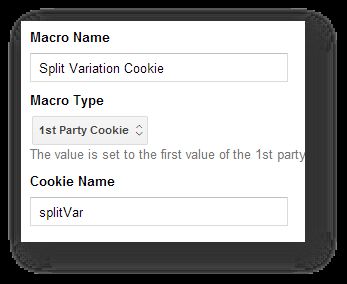 Macro Name
Split Variation Cookie
Macro Type
1st Party Cookie
The value is set to the first value of the 1st party
Cookie Name
splitVar